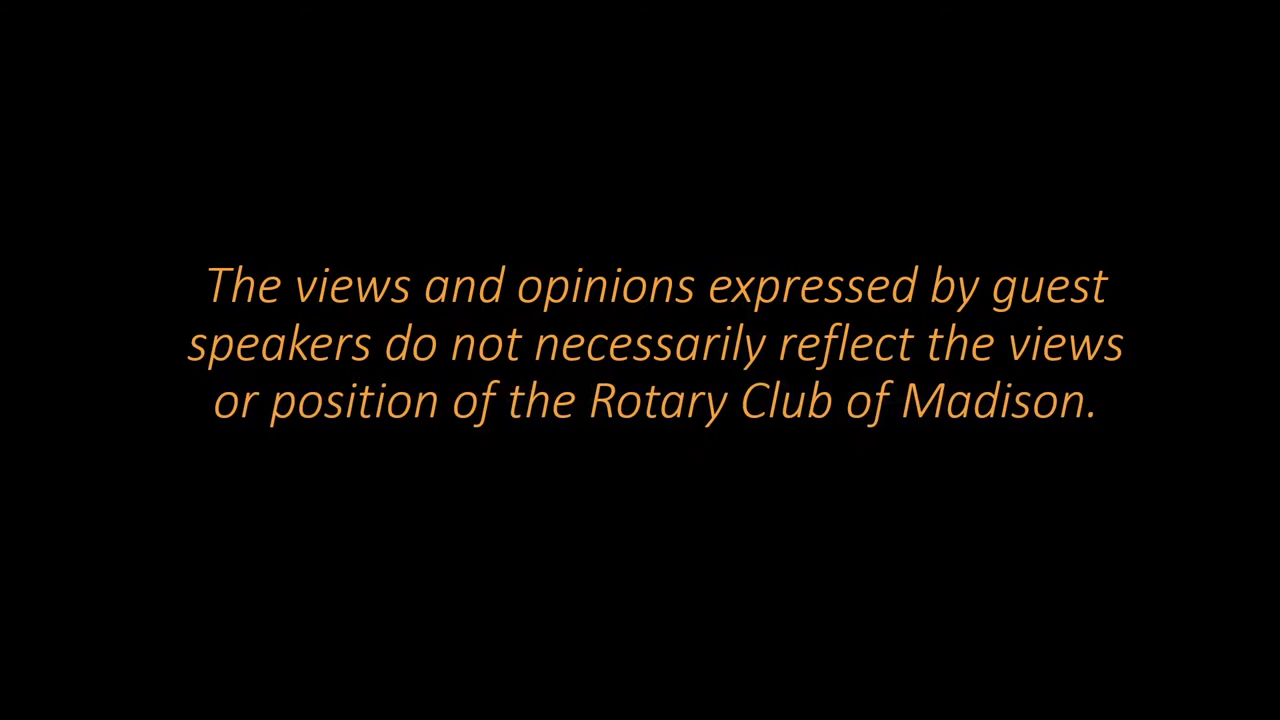 The views and opinions expressed by guest
speakers do not necessarily reflect the views
or position of the Rotary Club of Madison.